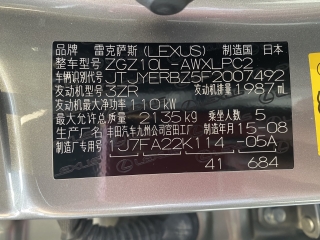 品牌 雷克萨斯(LEXUS) 制造国 日本
整车型号 ZGZ10L-AWXLPC2
车辆识别代号 JTJYERBZ5F2007492
发动机型号 3ZR 发动机排量 1987mL
发动机最大净功率 110kW
最大允许总质量 2135kg 乘坐人数 5
生产厂名 丰田汽车九州公司宫田工厂 制造年月 15-08
厂家用 1J7FA22K114 -05A
41 684